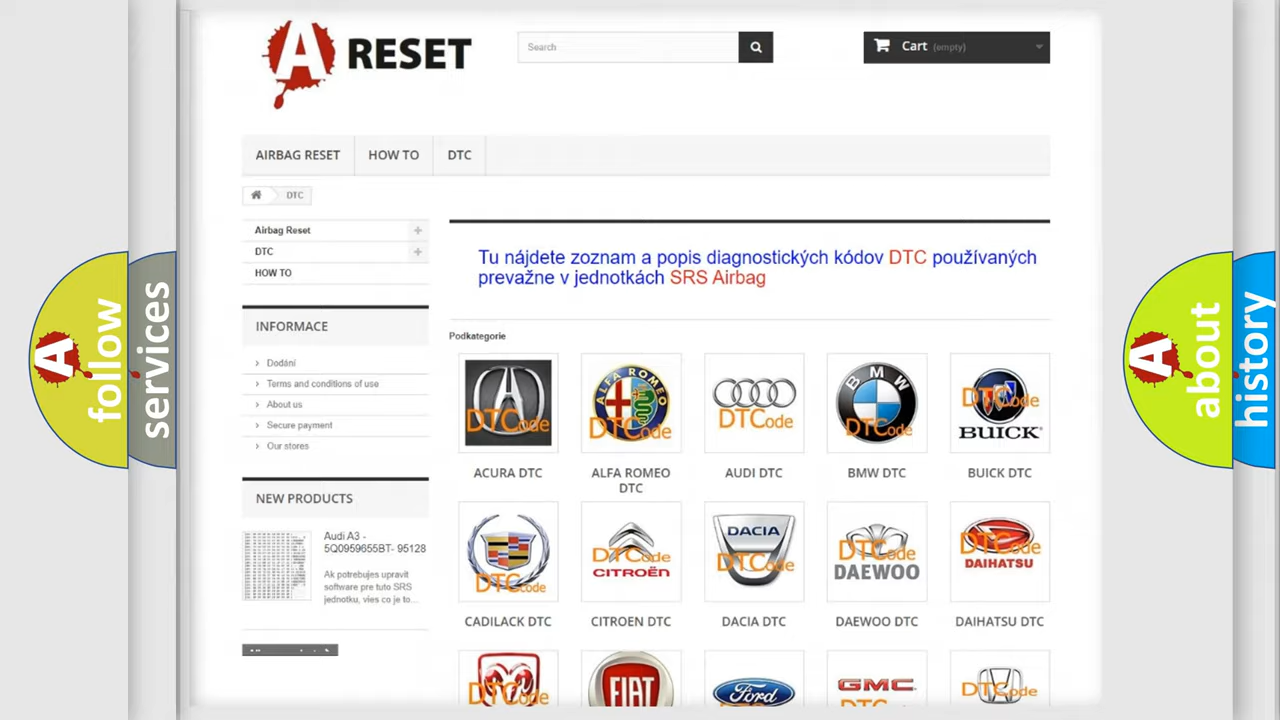 A RESET
Search
Cart (empty)
AIRBAG RESET
HOW TO
DTC
DTC
Airbag Reset
DTC
HOW TO
INFORMACE
Dodání
Terms and conditions of use
About us
Secure payment
Our stores
NEW PRODUCTS
Audi A3 -
5Q0959655BT- 95128
Ak potrebujes upravit
software pre tuto SRS
jednotku, vies co je to...
Tu nájdete zoznam a popis diagnostických kódov DTC používaných
prevažne v jednotkách SRS Airbag
Podkategorie
DTCode
ALFA ROMEO
DTCode
DTCode
BMW
DTCode
DTCode
BUICK
ACURA DTC
ALFA ROMEO
DTC
AUDI DTC
BMW DTC
BUICK DTC
DTCode
DTCode
CITROËN
DACIA
DTCode
DTCode
DAEWOO
DTCode
DAIHATSU
CADILACK DTC
CITROEN DTC
DACIA DTC
DAEWOO DTC
DAIHATSU DTC
DTCode
FIAT
Ford
GMC
DTCode
A
follow
services
A
about
history